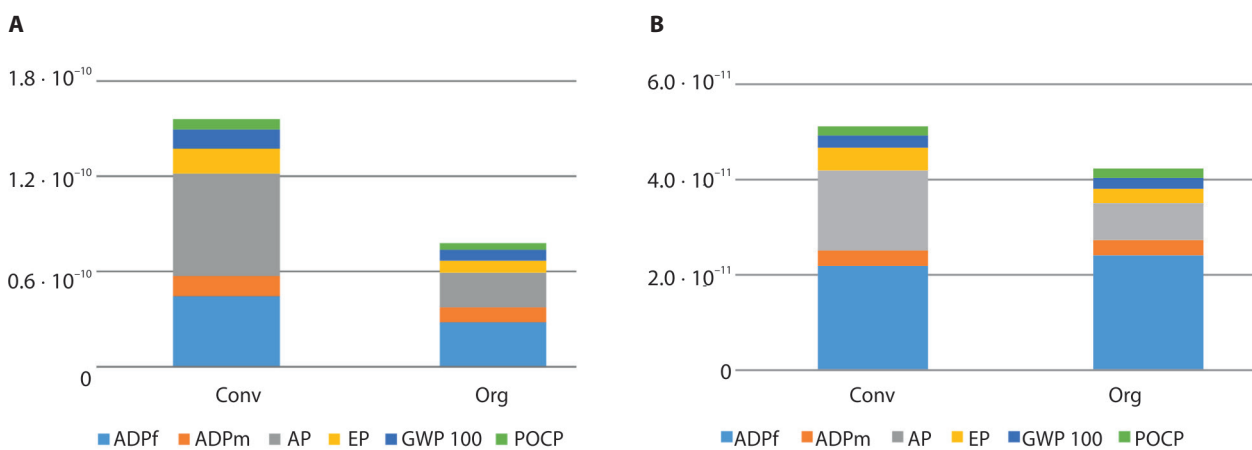 A
1.8 · 10⁻¹⁰
1.2 · 10⁻¹⁰
0.6 · 10⁻¹⁰
0
Conv Org
ADPf ADPm AP EP GWP 100 POCP
B
6.0 · 10⁻¹¹
4.0 · 10⁻¹¹
2.0 · 10⁻¹¹
0
Conv Org
ADPf ADPm AP EP GWP 100 POCP